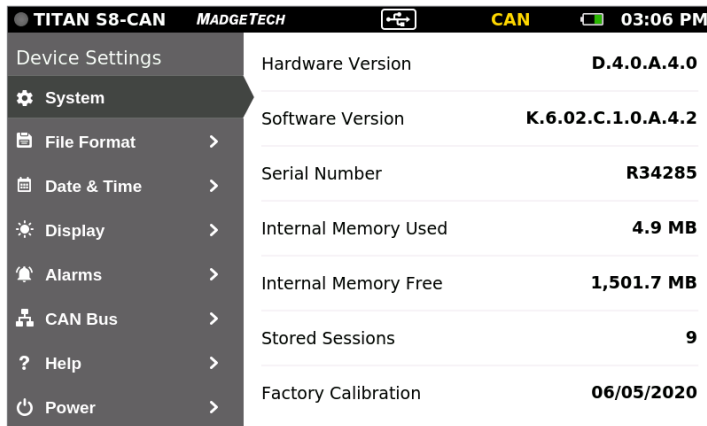 TITAN S8-CAN MADGETECH CAN 03:06 PM
Device Settings
System
File Format
Date & Time
Display
Alarms
CAN Bus
? Help
Power
Hardware Version D.4.0.A.4.0
Software Version K.6.02.C.1.0.A.4.2
Serial Number R34285
Internal Memory Used 4.9 MB
Internal Memory Free 1,501.7 MB
Stored Sessions 9
Factory Calibration 06/05/2020